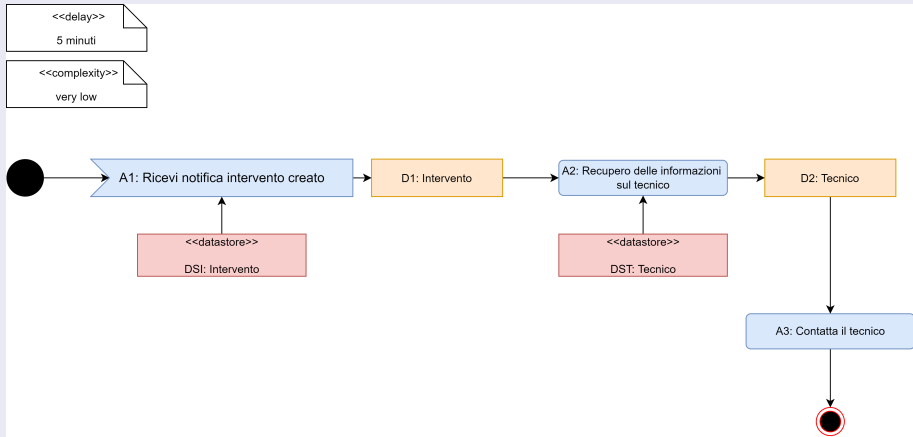 <<delay>>
5 minuti
<<complexity>>
very low
A1: Ricevi notifica intervento creato
D1: Intervento
A2: Recupero delle informazioni
sul tecnico
D2: Tecnico
<<datastore>>
DSI: Intervento
<<datastore>>
DST: Tecnico
A3: Contatta il tecnico